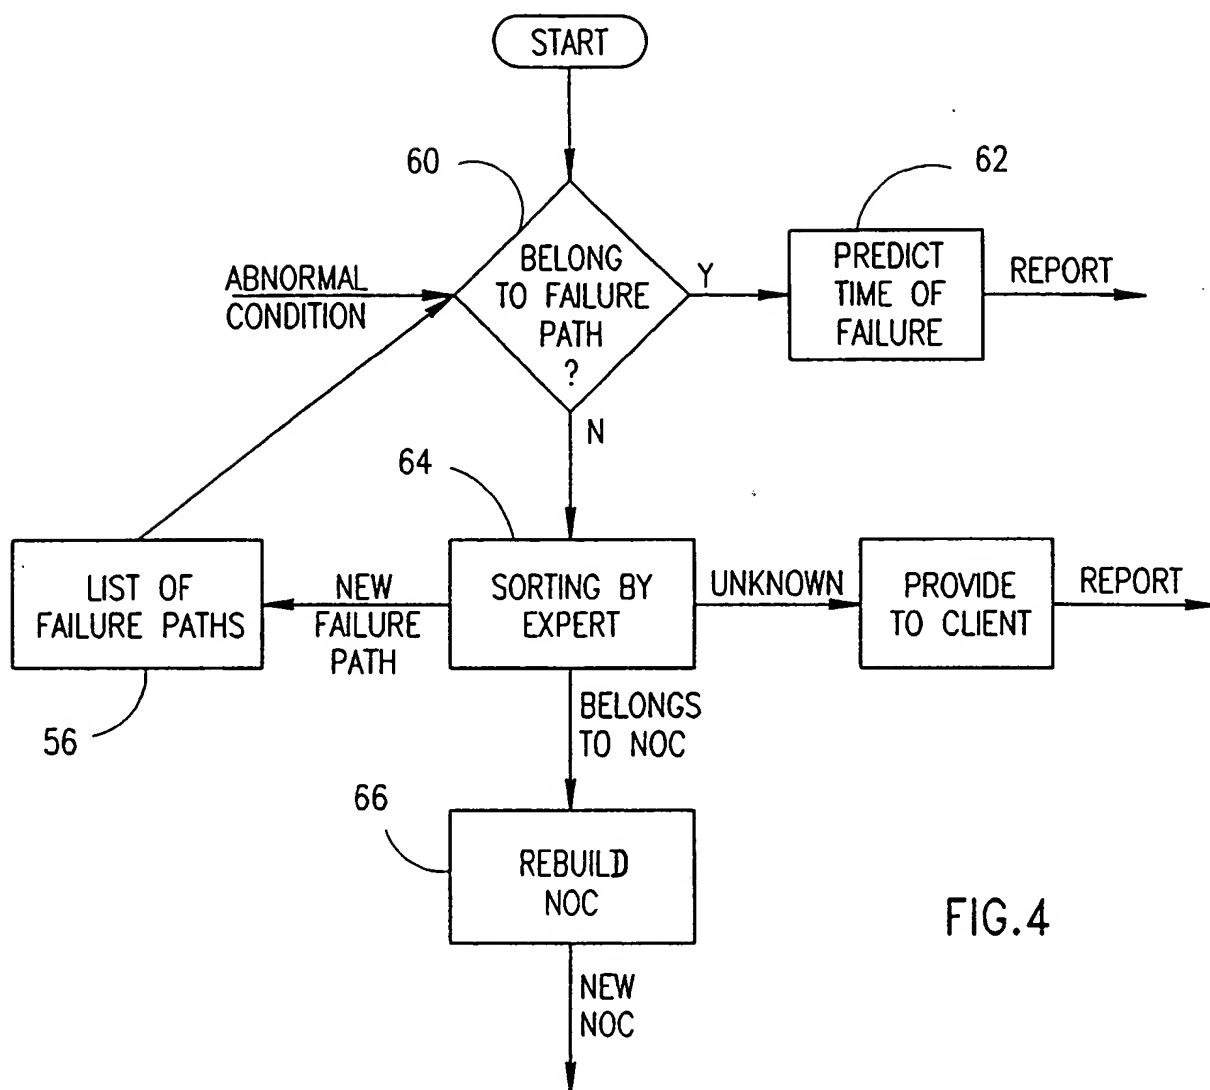 START
60
62
BELONG
TO FAILURE
PATH
?
ABNORMAL
CONDITION
Y
PREDICT
TIME OF
FAILURE
REPORT
N
64
LIST OF
FAILURE PATHS
NEW
FAILURE
PATH
SORTING BY
EXPERT
UNKNOWN
PROVIDE
TO CLIENT
REPORT
56
BELONGS
TO NOC
66
REBUILD
NOC
FIG.4
NEW
NOC